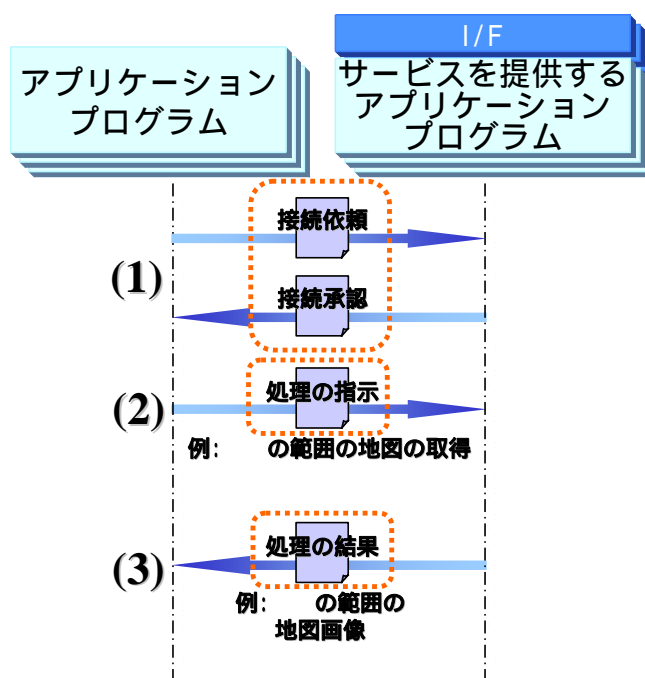 アプリケーション
プログラム
I/F
サービスを提供する
アプリケーション
プログラム
(1)
接続依頼
接続承認
(2)
処理の指示
例: の範囲の地図の取得
(3)
処理の結果
例: の範囲の
地図画像